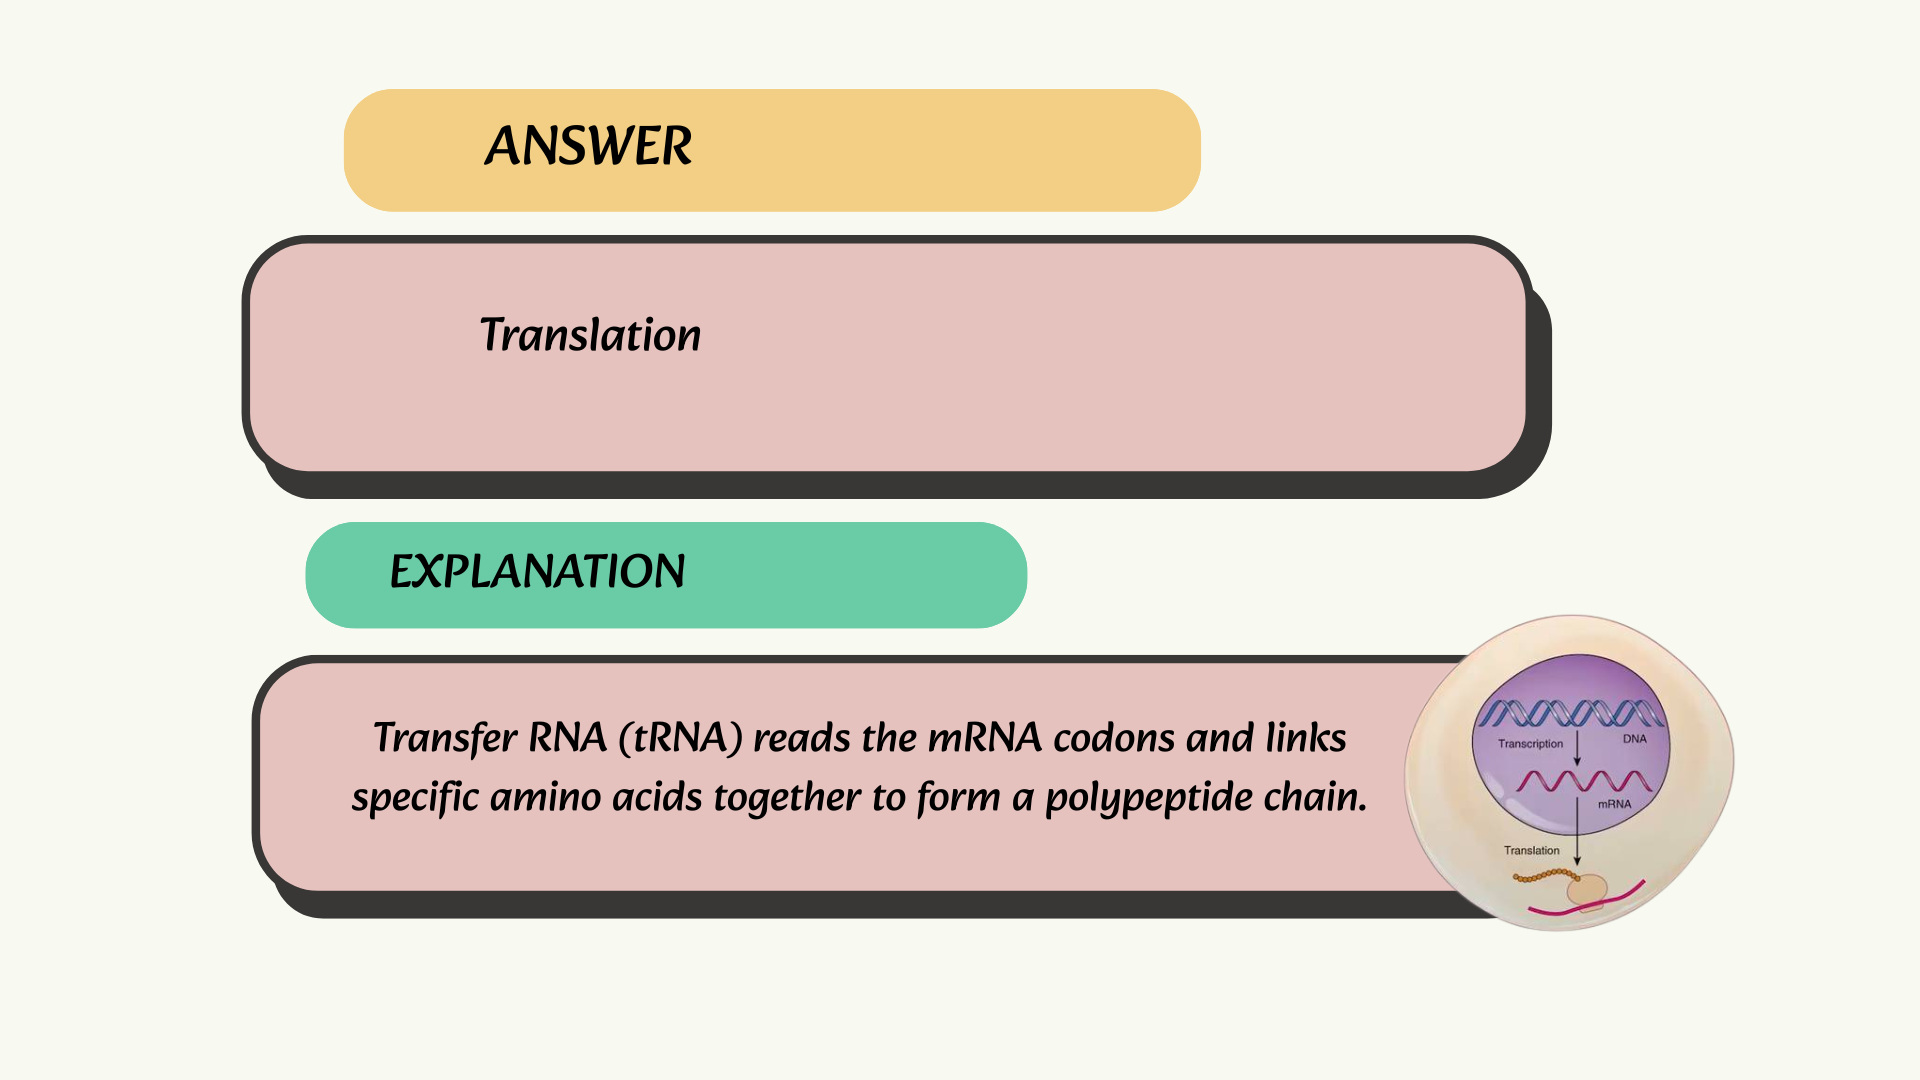 ANSWER
Translation
EXPLANATION
Transfer RNA (tRNA) reads the mRNA codons and links
specific amino acids together to form a polypeptide chain.
Transcription
DNA
mRNA
Translation